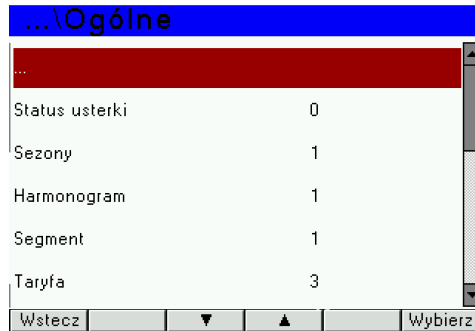 ...\Ogólne
...
Status usterki 0
Sezony 1
Harmonogram 1
Segment 1
Taryfa 3
Wstecz ▼ ▲ Wybierz